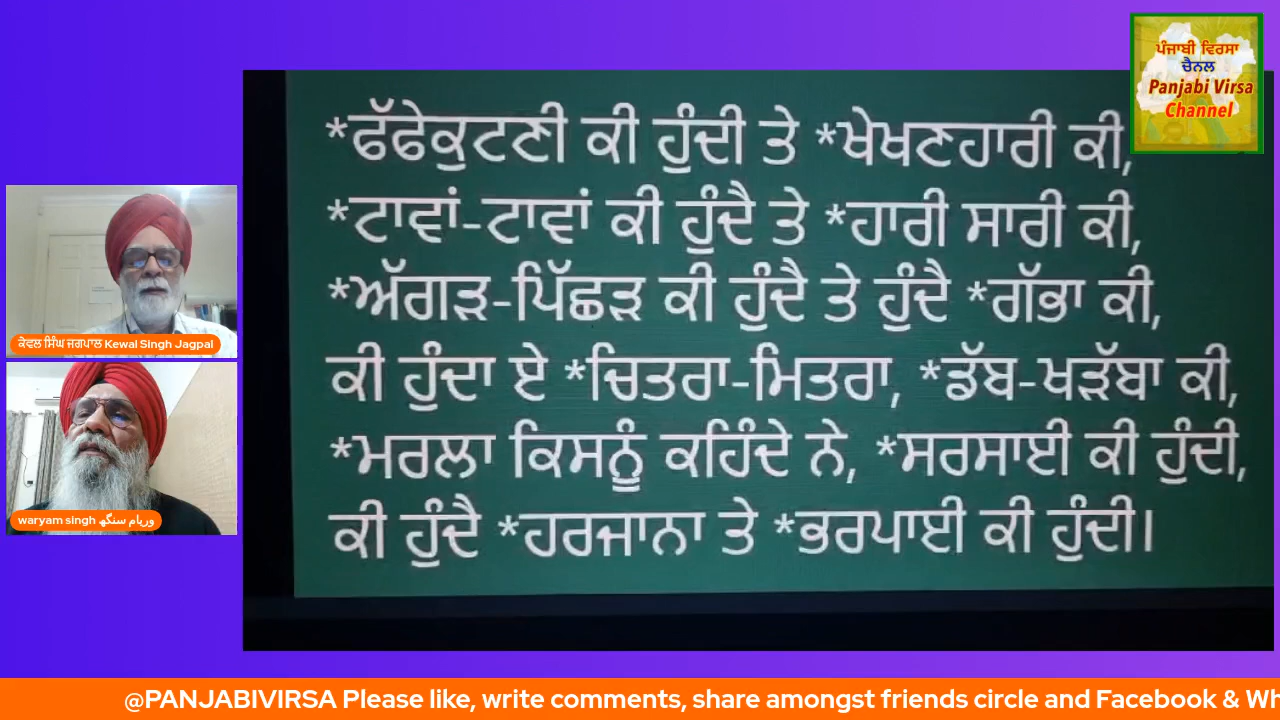 ਪੰਜਾਬੀ ਵਿਰਸਾ
ਚੈਨਲ
Panjabi Virsa
Channel
*ਫੱਫੇਕੁਟਣੀ ਕੀ ਹੁੰਦੀ ਤੇ *ਖੇਖਣਹਾਰੀ ਕੀ,
*ਟਾਵਾਂ-ਟਾਵਾਂ ਕੀ ਹੁੰਦੈ ਤੇ *ਹਾਰੀ ਸਾਰੀ ਕੀ,
*ਅੱਗੜ-ਪਿੱਛੜ ਕੀ ਹੁੰਦੈ ਤੇ ਹੁੰਦੈ *ਗੱਭਾ ਕੀ,
ਕੀ ਹੁੰਦਾ ਏ *ਚਿਤਰਾ-ਮਿਤਰਾ, *ਡੱਬ-ਖੜੱਬਾ ਕੀ,
*ਮਰਲਾ ਕਿਸਨੂੰ ਕਹਿੰਦੇ ਨੇ, *ਸਰਸਾਈ ਕੀ ਹੁੰਦੀ,
ਕੀ ਹੁੰਦੈ *ਹਰਜਾਨਾ ਤੇ *ਭਰਪਾਈ ਕੀ ਹੁੰਦੀ।
ਕੇਵਲ ਸਿੰਘ ਜਗਪਾਲ Kewal Singh Jagpal
waryam singh وریام سنگھ
@PANJABIVIRSA Please like, write comments, share amongst friends circle and Facebook & Wh